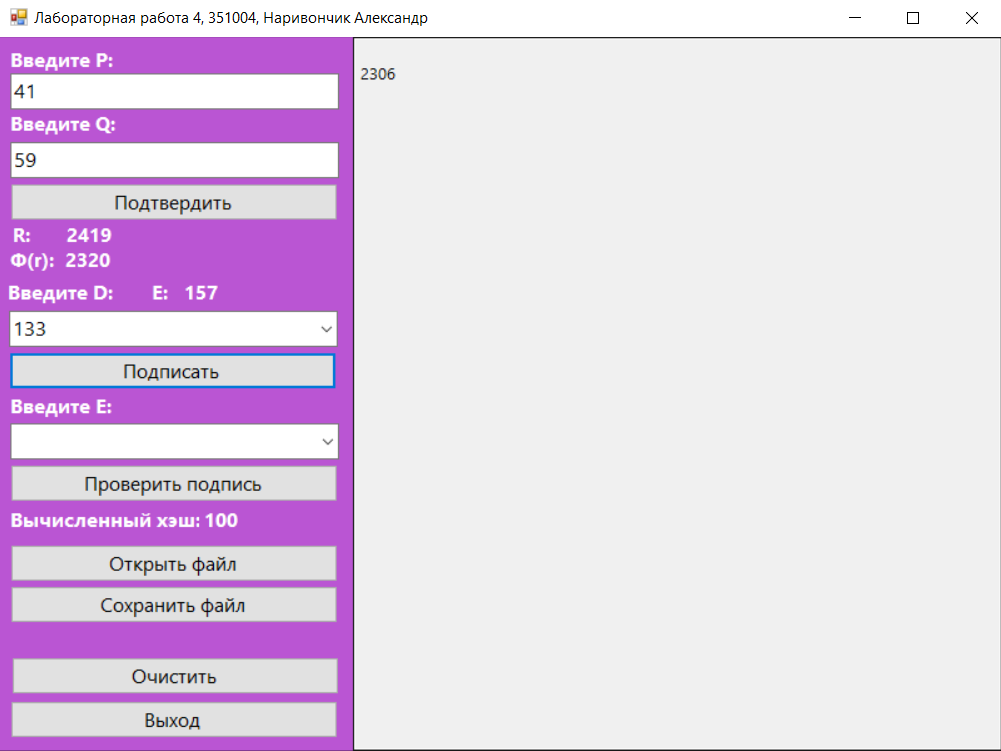 Лабораторная работа 4, 351004, Наривончик Александр
Введите P:
41
Введите Q:
59
Подтвердить
R: 2419
Ф(r): 2320
Введите D: E: 157
133
Подписать
Введите E:
Проверить подпись
Вычисленный хэш: 100
Открыть файл
Сохранить файл
Очистить
Выход
2306